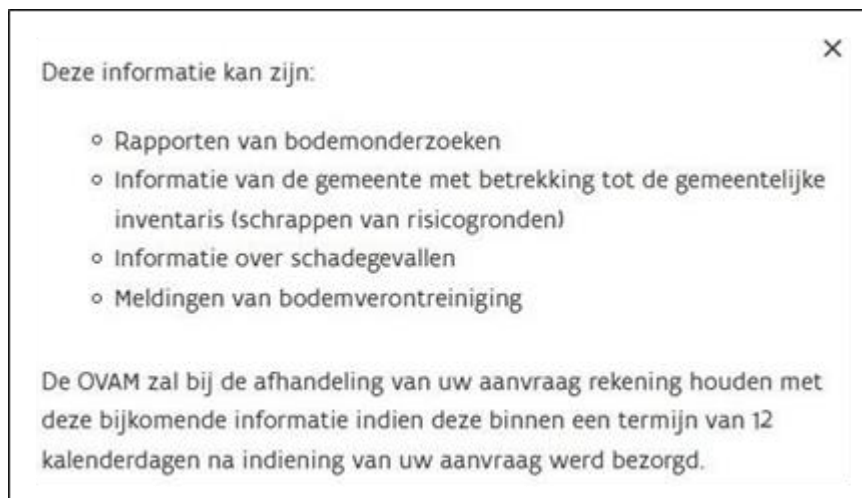 Deze informatie kan zijn:
Rapporten van bodemonderzoeken
Informatie van de gemeente met betrekking tot de gemeentelijke
inventaris (schrappen van risicogronden)
Informatie over schadegevallen
Meldingen van bodemverontreiniging
De OVAM zal bij de afhandeling van uw aanvraag rekening houden met
deze bijkomende informatie indien deze binnen een termijn van 12
kalenderdagen na indiening van uw aanvraag werd bezorgd.